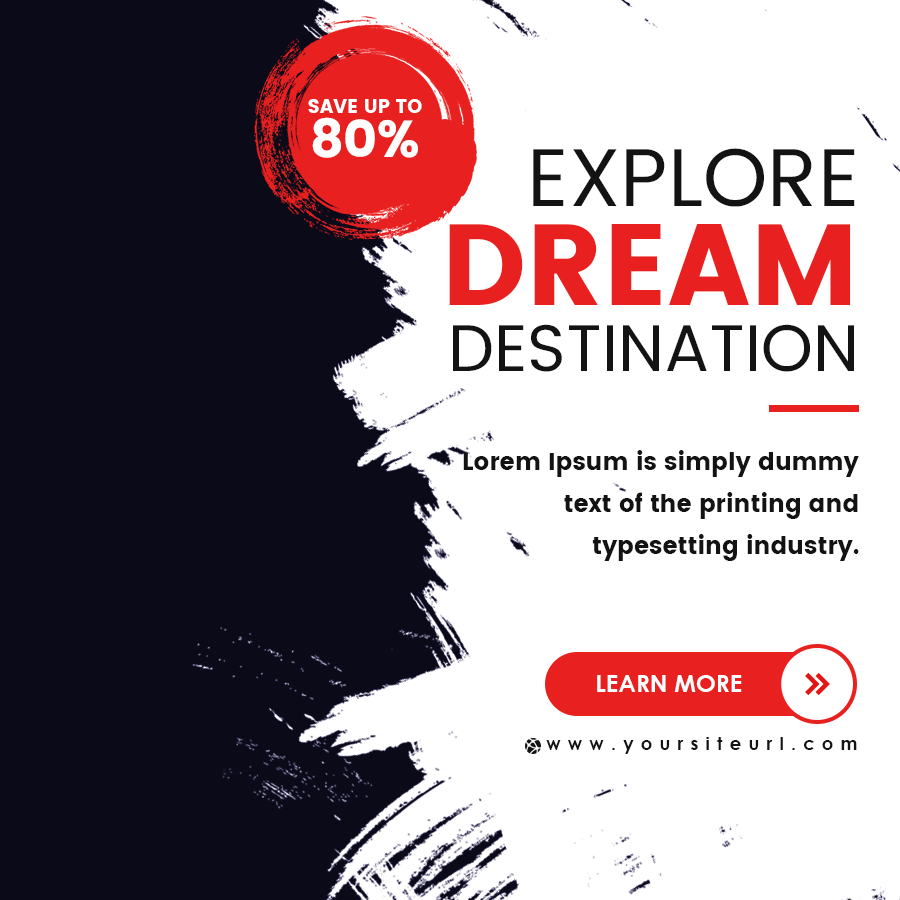 SAVE UP TO
80%
EXPLORE
DREAM
DESTINATION
Lorem Ipsum is simply dummy
text of the printing and
typesetting industry.
LEARN MORE
www.yoursiteurl.com